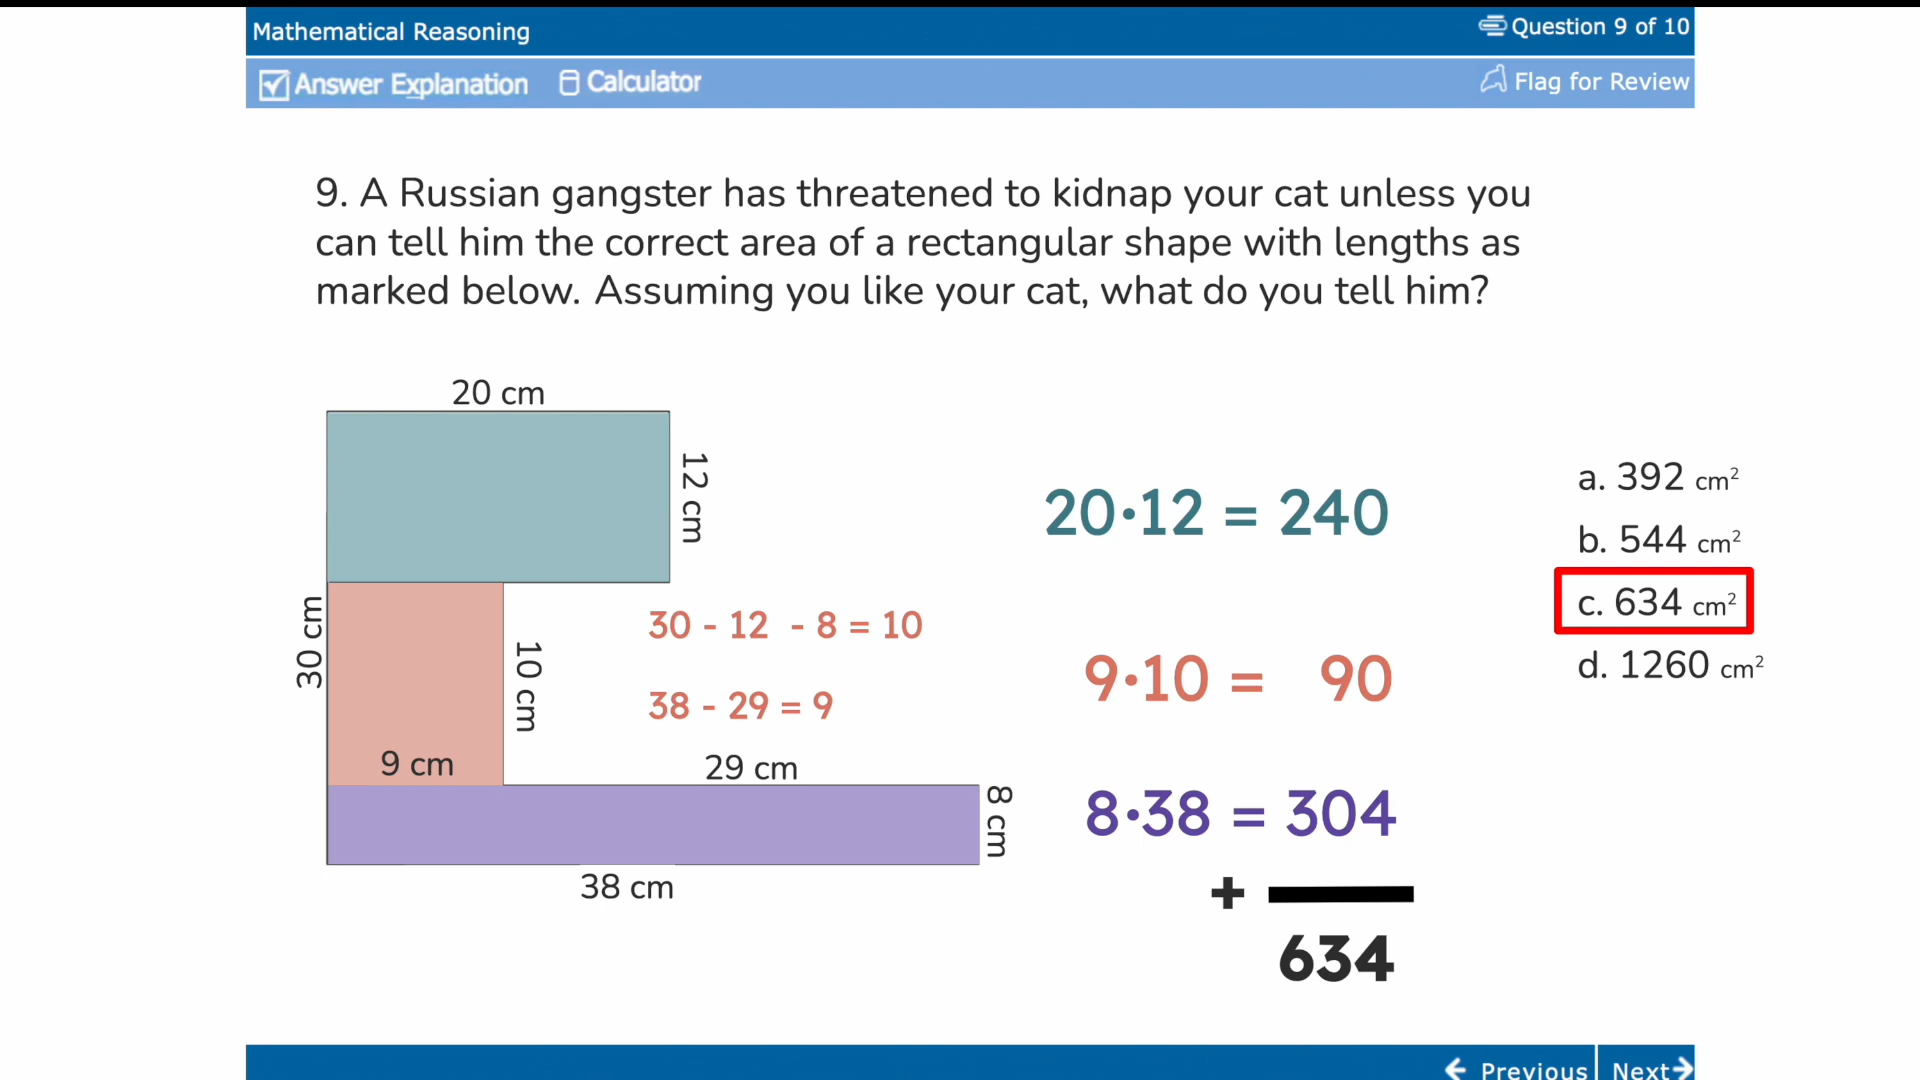 Mathematical Reasoning
Question 9 of 10
Answer Explanation
Calculator
Flag for Review
9. A Russian gangster has threatened to kidnap your cat unless you
can tell him the correct area of a rectangular shape with lengths as
marked below. Assuming you like your cat, what do you tell him?
20 cm
12 cm
30 cm
10 cm
9 cm
29 cm
8 cm
38 cm
30 - 12 - 8 = 10
38 - 29 = 9
20•12 = 240
9•10 = 90
8•38 = 304
+
634
a. 392 cm²
b. 544 cm²
c. 634 cm²
d. 1260 cm²
Previous
Next